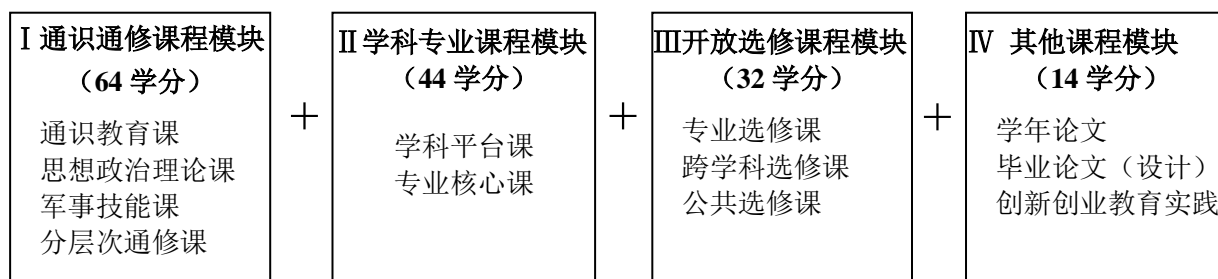 Ⅰ通识通修课程模块
（64 学分）
通识教育课
思想政治理论课
军事技能课
分层次通修课
＋
Ⅱ学科专业课程模块
（44 学分）
学科平台课
专业核心课
＋
Ⅲ开放选修课程模块
（32 学分）
专业选修课
跨学科选修课
公共选修课
＋
Ⅳ 其他课程模块
（14 学分）
学年论文
毕业论文（设计）
创新创业教育实践